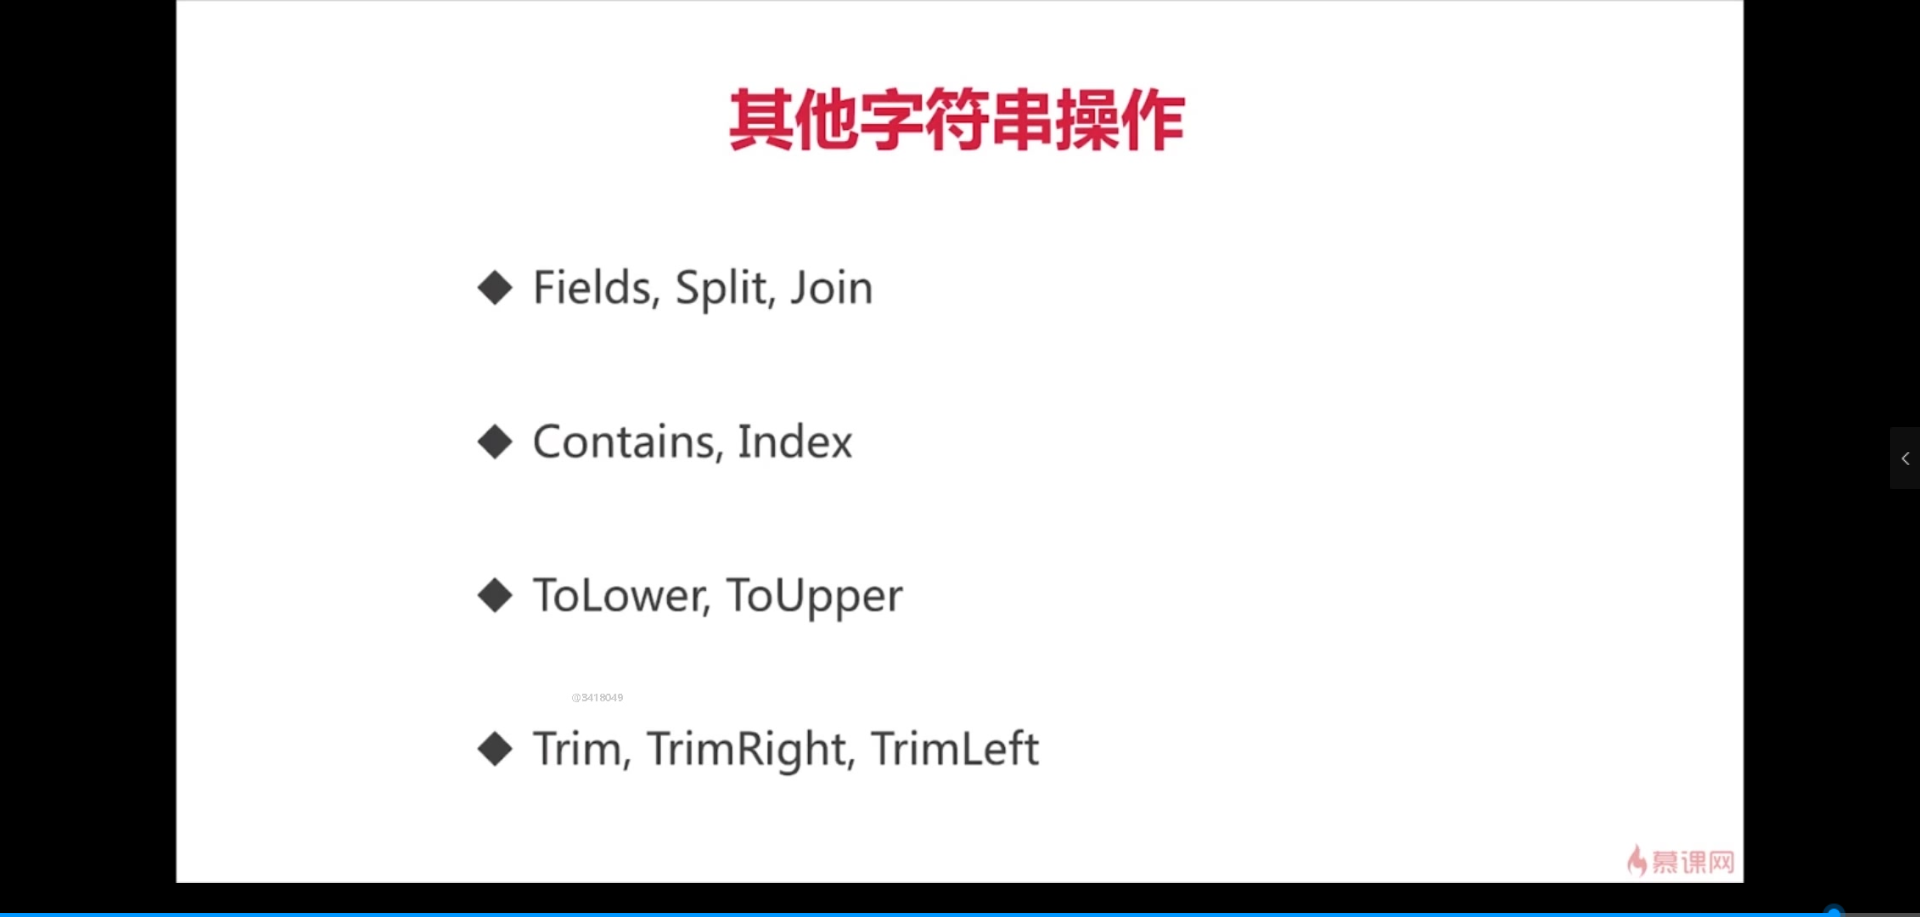 其他字符串操作
◆ Fields, Split, Join
◆ Contains, Index
◆ ToLower, ToUpper
@3418049
◆ Trim, TrimRight, TrimLeft
慕课网